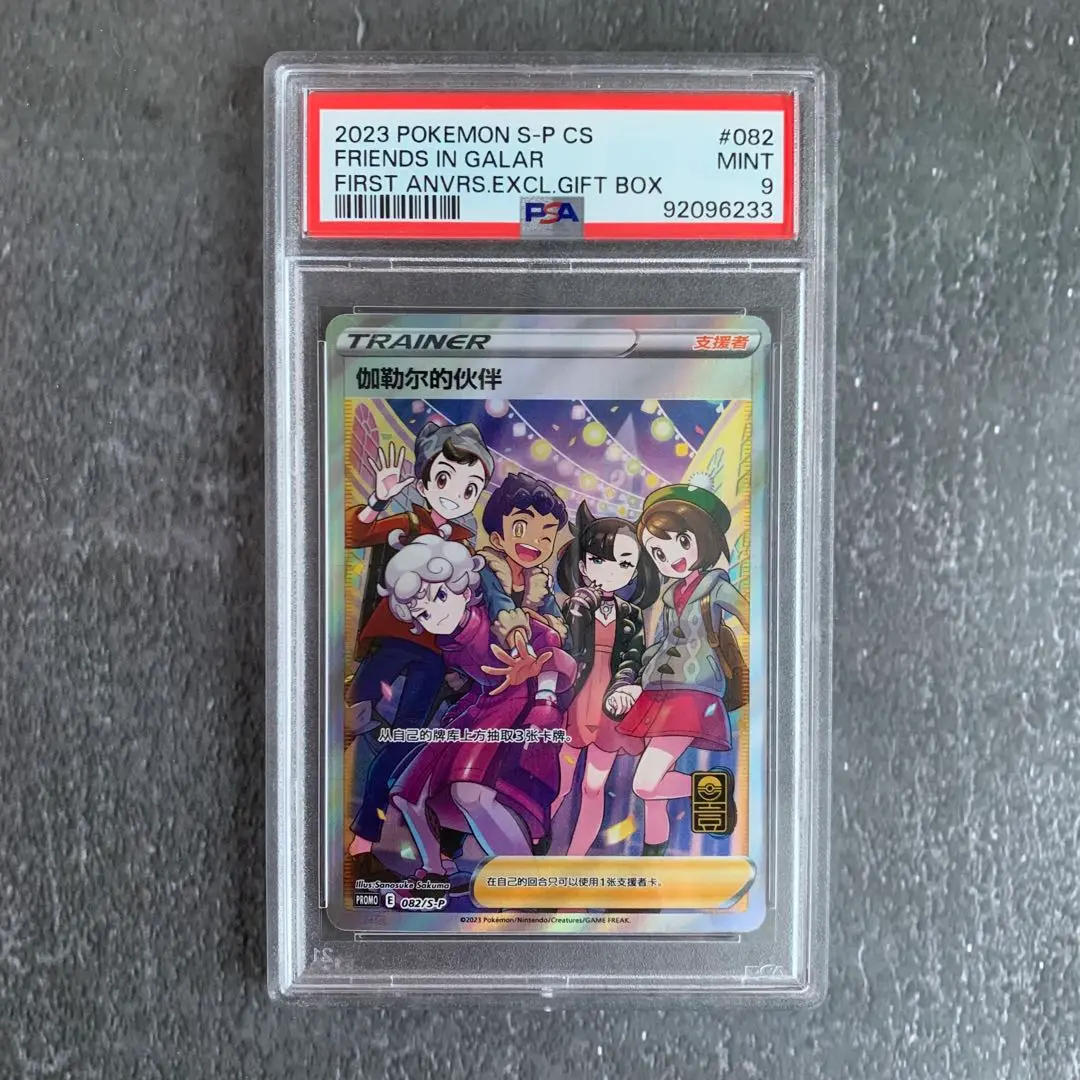 2023 POKEMON S-P CS #082
FRIENDS IN GALAR MINT
FIRST ANVRS.EXCL.GIFT BOX 9
PSA 92096233
TRAINER 支援者
伽勒尔的伙伴
从自己的牌库上方抽取3张卡牌。
壹
Illus. Sanosuke Sakuma
在自己的回合只可以使用1张支援者卡。
PROMO E 082/S-P
©2023 Pokémon/Nintendo/Creatures/GAME FREAK.